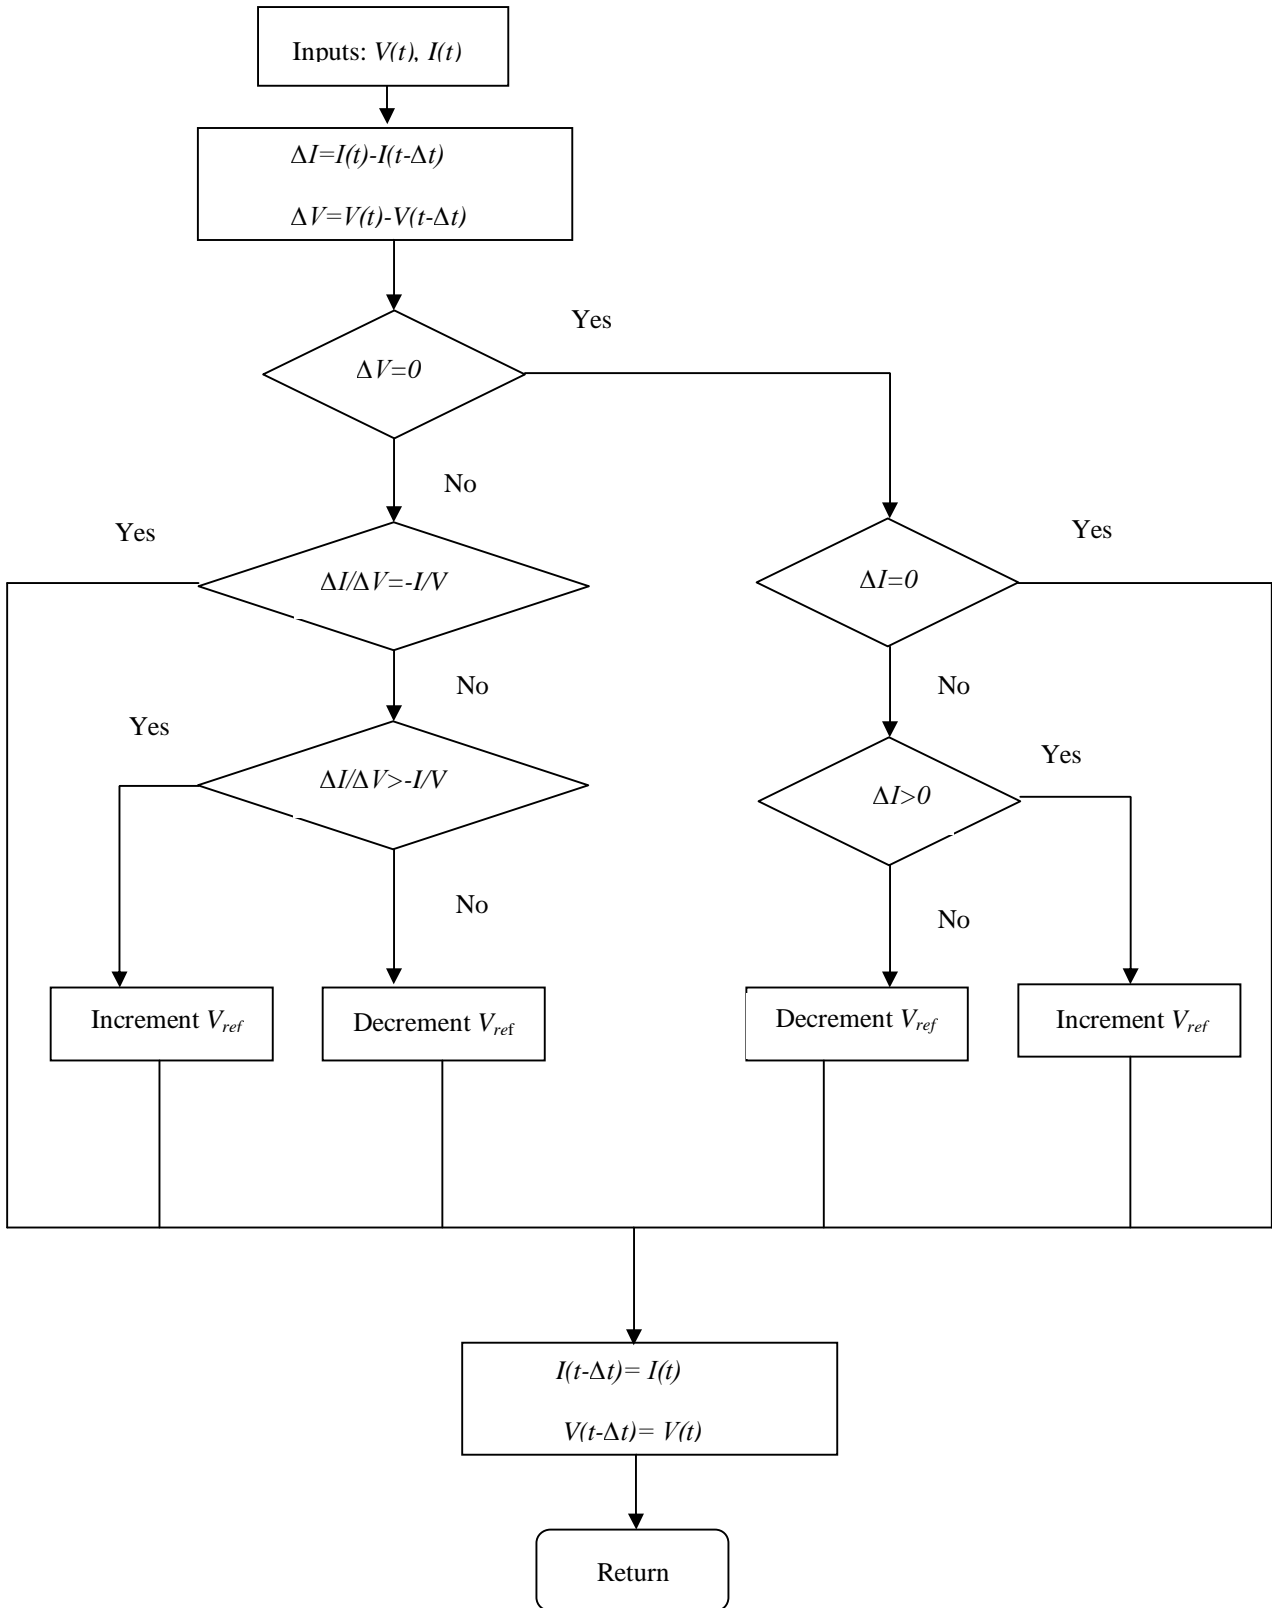 Inputs: V(t), I(t)
ΔI=I(t)-I(t-Δt)
ΔV=V(t)-V(t-Δt)
Yes
ΔV=0
No
Yes
Yes
ΔI/ΔV=-I/V
ΔI=0
No
No
Yes
Yes
ΔI/ΔV>-I/V
ΔI>0
No
No
Increment Vref
Decrement Vref
Decrement Vref
Increment Vref
I(t-Δt)= I(t)
V(t-Δt)= V(t)
Return